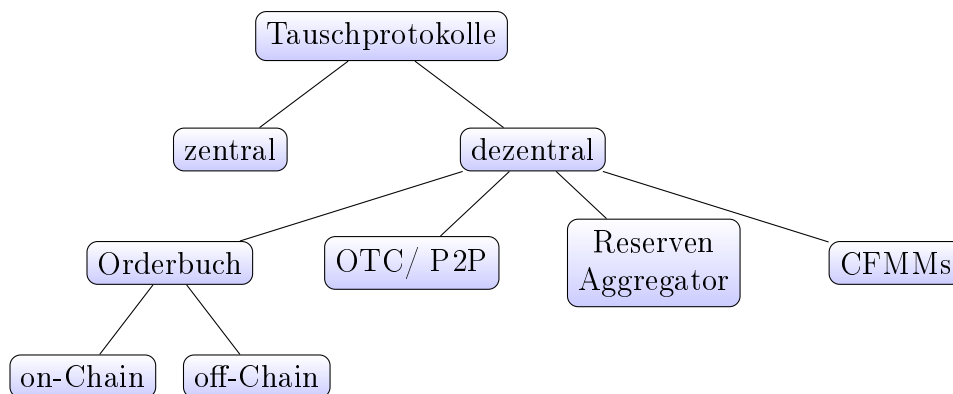 Tauschprotokolle
zentral
dezentral
Orderbuch
OTC/ P2P
Reserven
Aggregator
CFMMs
on-Chain
off-Chain